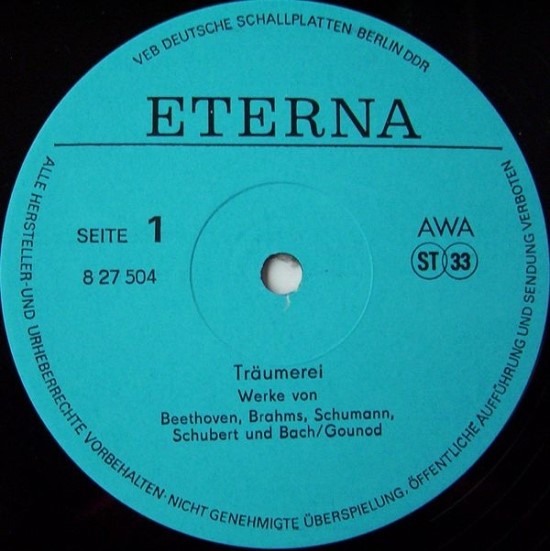 VEB DEUTSCHE SCHALLPLATTEN BERLIN DDR
ETERNA
SEITE 1
8 27 504
AWA
ST 33
Träumerei
Werke von
Beethoven, Brahms, Schumann,
Schubert und Bach/Gounod
ALLE HERSTELLER-UND URHEBERRECHTE VORBEHALTEN·NICHT GENEHMIGTE ÜBERSPIELUNG, ÖFFENTLICHE AUFFÜHRUNG UND SENDUNG VERBOTEN